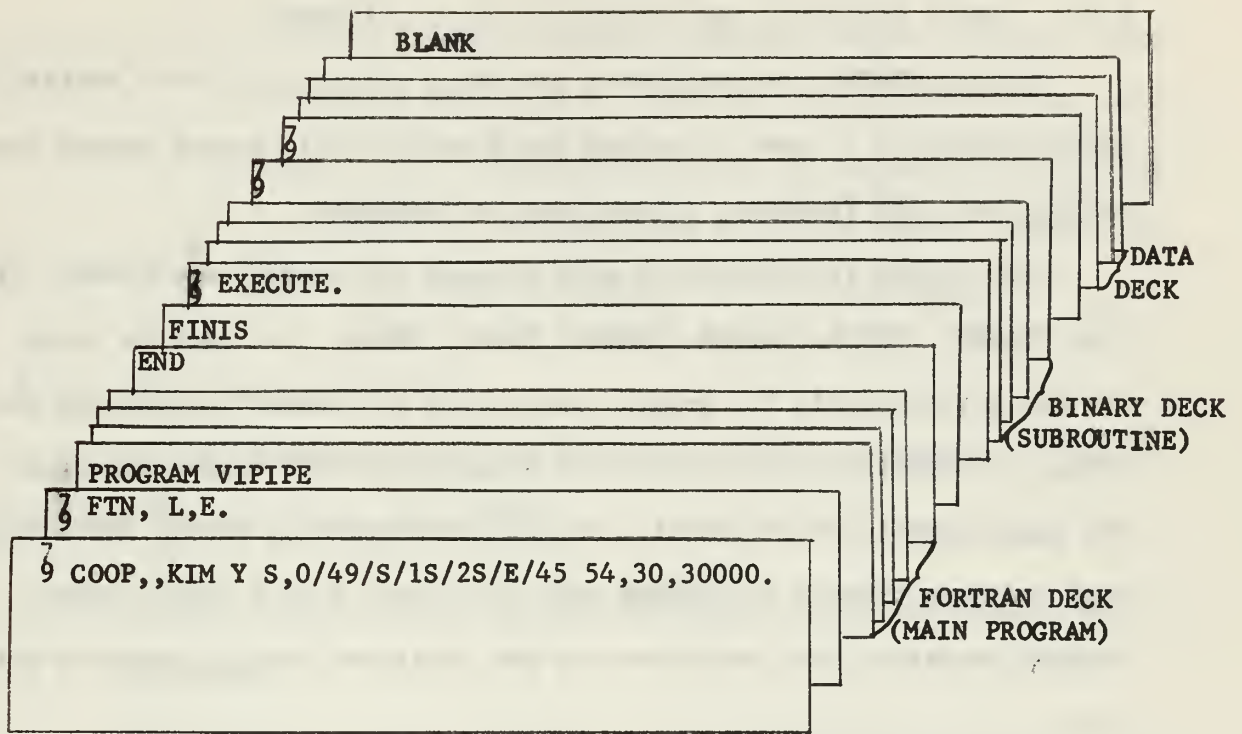 BLANK
7
9
7
9
DATA
DECK
7
9 EXECUTE.
FINIS
END
BINARY DECK
(SUBROUTINE)
PROGRAM VIPIPE
7
9 FTN, L,E.
7
9 COOP,,KIM Y S,0/49/S/1S/2S/E/45 54,30,30000.
FORTRAN DECK
(MAIN PROGRAM)